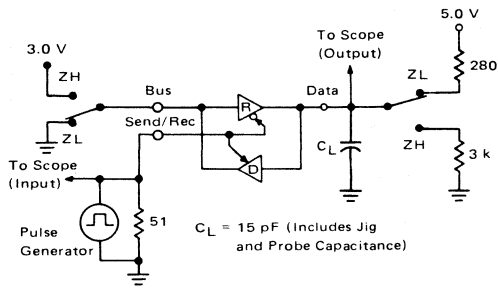 3.0 V
ZH
ZL
Bus
Send/Rec
R
D
Data
To Scope
(Output)
5.0 V
280
ZL
ZH
3 k
CL
To Scope
(Input)
Pulse
Generator
51
CL = 15 pF (Includes Jig
and Probe Capacitance)